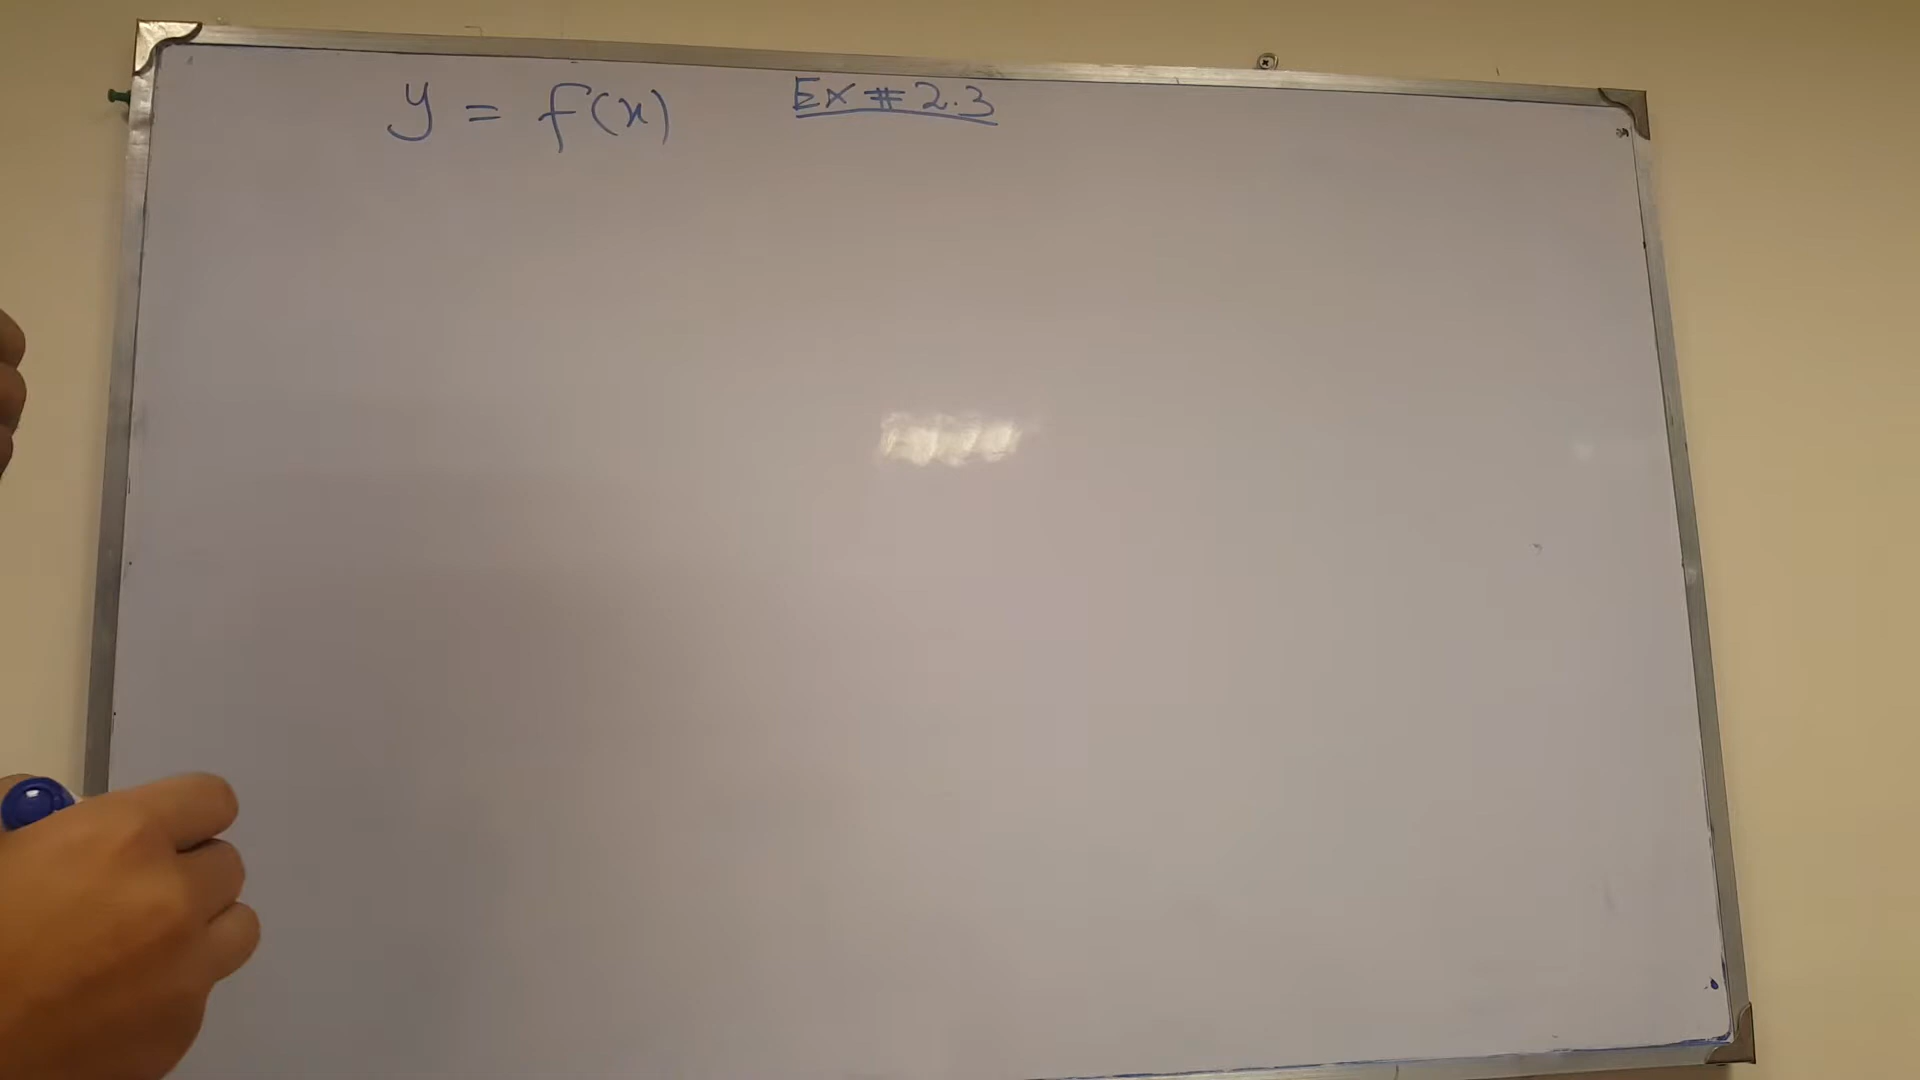 y = f(x) Ex # 2.3